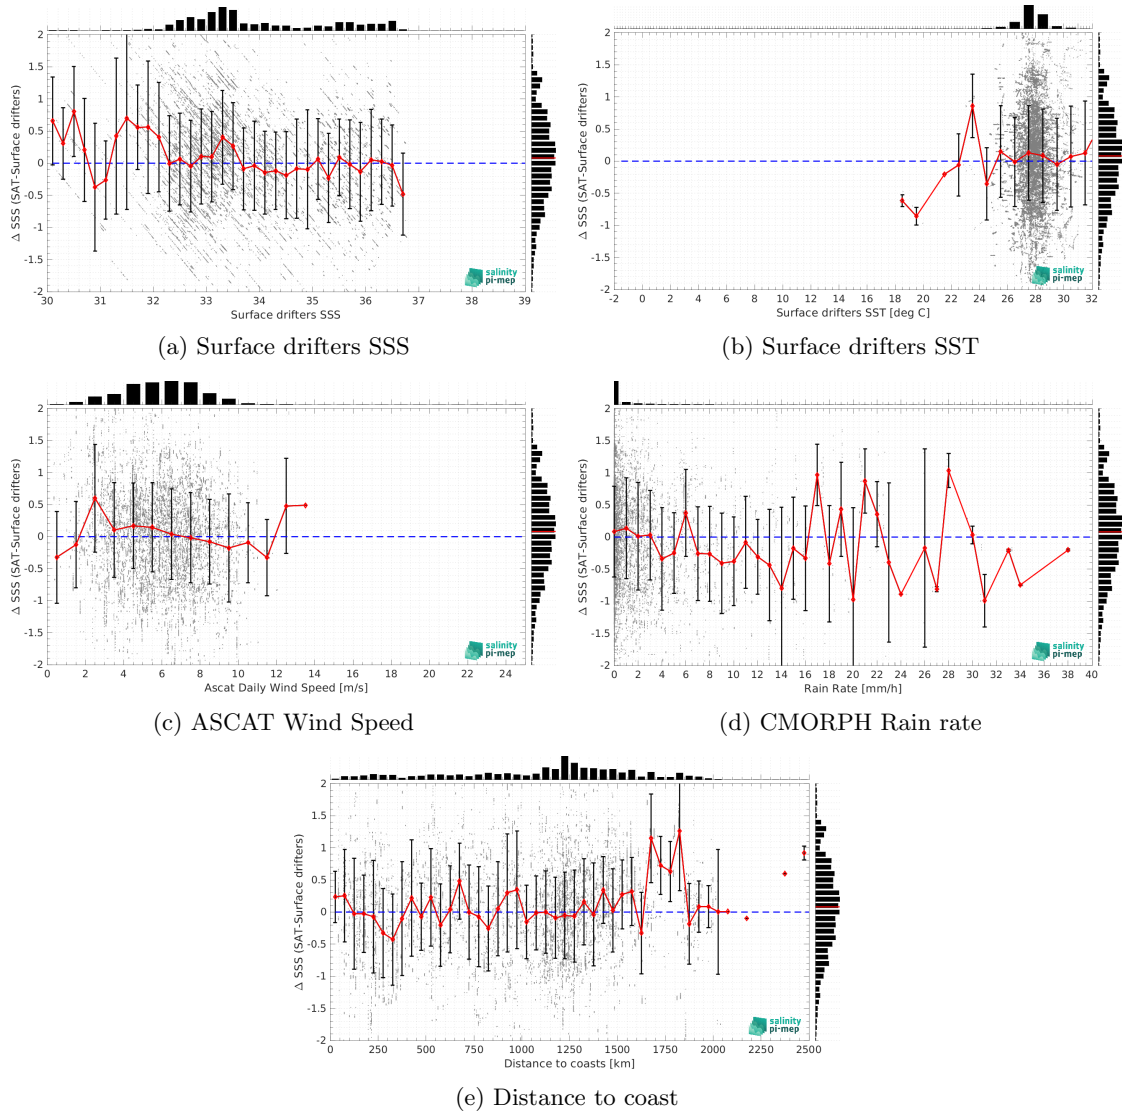 2
1.5
1
0.5
0
-0.5
-1
-1.5
-2
Δ SSS (SAT-Surface drifters)
30 31 32 33 34 35 36 37 38 39
Surface drifters SSS
salinity
pi-mep
(a) Surface drifters SSS
2
1.5
1
0.5
0
-0.5
-1
-1.5
-2
Δ SSS (SAT-Surface drifters)
-2 0 2 4 6 8 10 12 14 16 18 20 22 24 26 28 30 32
Surface drifters SST [deg C]
salinity
pi-mep
(b) Surface drifters SST
2
1.5
1
0.5
0
-0.5
-1
-1.5
-2
Δ SSS (SAT-Surface drifters)
0 2 4 6 8 10 12 14 16 18 20 22 24
Ascat Daily Wind Speed [m/s]
salinity
pi-mep
(c) ASCAT Wind Speed
2
1.5
1
0.5
0
-0.5
-1
-1.5
-2
Δ SSS (SAT-Surface drifters)
0 2 4 6 8 10 12 14 16 18 20 22 24 26 28 30 32 34 36 38 40
Rain Rate [mm/h]
salinity
pi-mep
(d) CMORPH Rain rate
2
1.5
1
0.5
0
-0.5
-1
-1.5
-2
Δ SSS (SAT-Surface drifters)
0 250 500 750 1000 1250 1500 1750 2000 2250 2500
Distance to coasts [km]
salinity
pi-mep
(e) Distance to coast